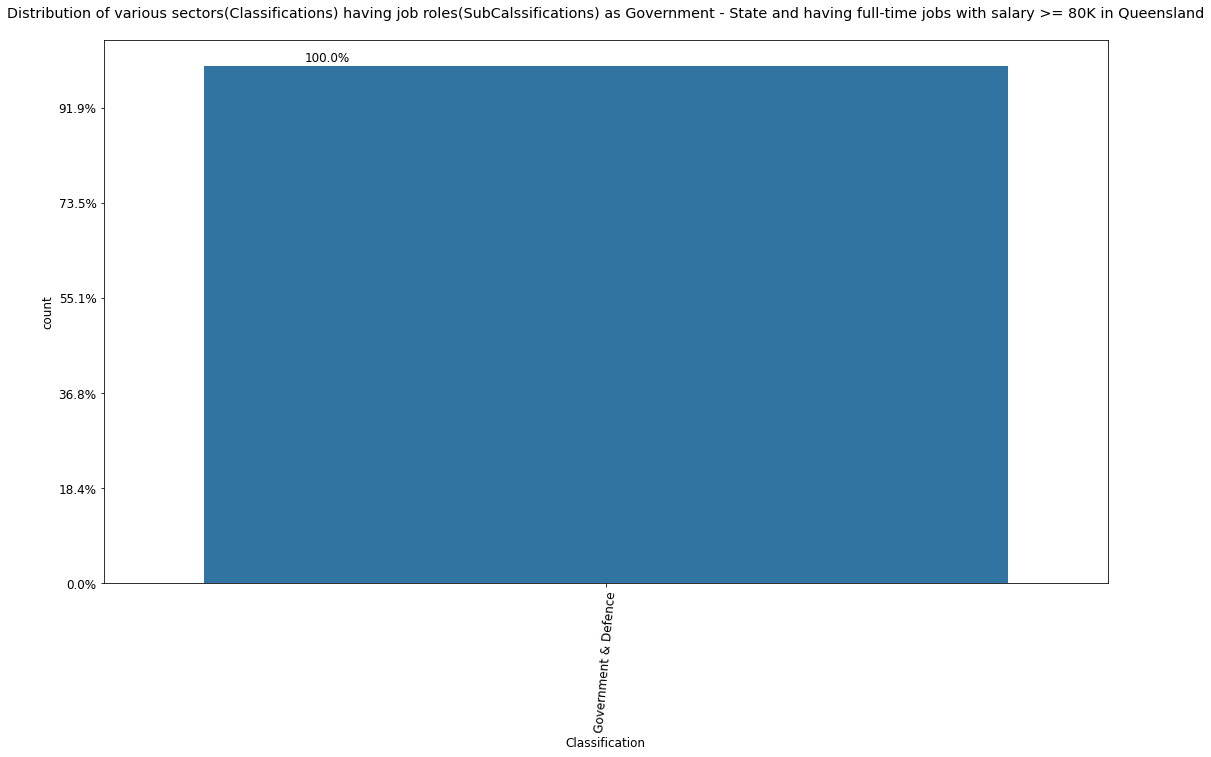 Distribution of various sectors(Classifications) having job roles(SubCalssifications) as Government - State and having full-time jobs with salary >= 80K in Queensland
100.0%
91.9%
73.5%
55.1%
36.8%
18.4%
0.0%
count
Government & Defence
Classification